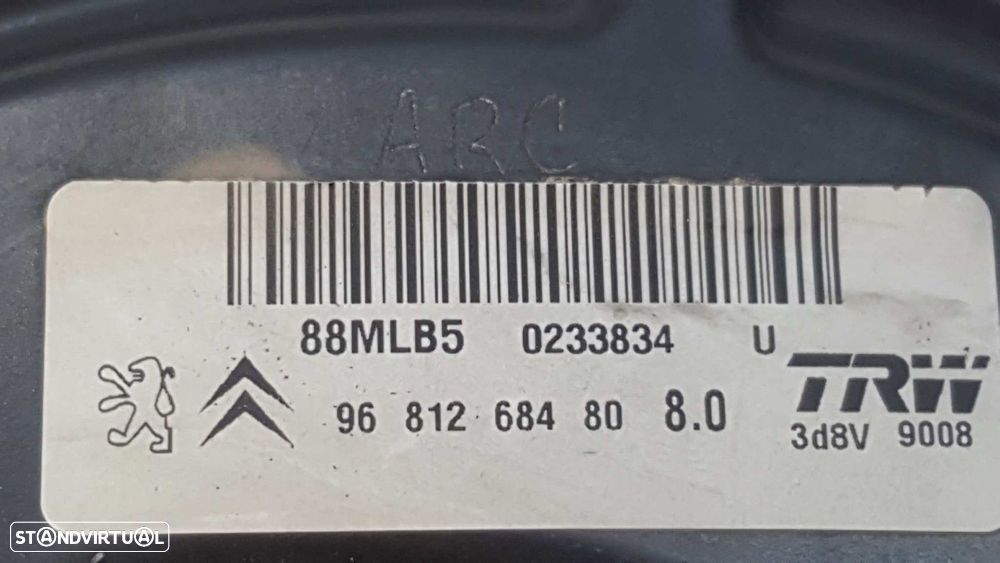 ARC
88MLB5 0233834 U
96 812 684 80 8.0
TRW
3d8V 9008
STANDVIRTUAL